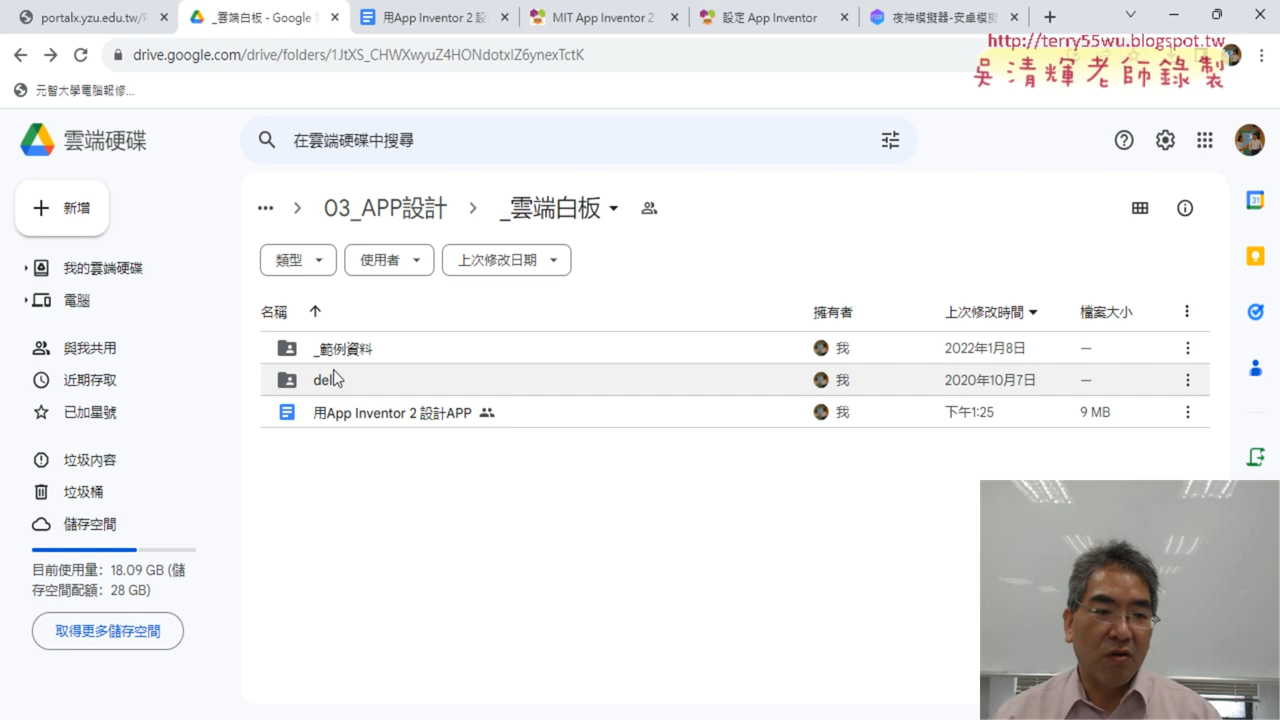 portalx.yzu.edu.tw/P
_雲端白板 - Google
用App Inventor 2 設
MIT App Inventor 2
設定 App Inventor
夜神模擬器-安卓模擬
http://terry55wu.blogspot.tw
吳清輝老師錄製
drive.google.com/drive/folders/1JtXS_CHWXwyuZ4HONdotxIZ6ynexTctK
元智大學電腦報修...
雲端硬碟
在雲端硬碟中搜尋
新增
03_APP設計
_雲端白板
類型
使用者
上次修改日期
我的雲端硬碟
電腦
與我共用
近期存取
已加星號
垃圾內容
垃圾桶
儲存空間
目前使用量：18.09 GB (儲
存空間配額：28 GB)
取得更多儲存空間
名稱
擁有者
上次修改時間
檔案大小
_範例資料
我
2022年1月8日
—
del
我
2020年10月7日
—
用App Inventor 2 設計APP
我
下午1:25
9 MB
31